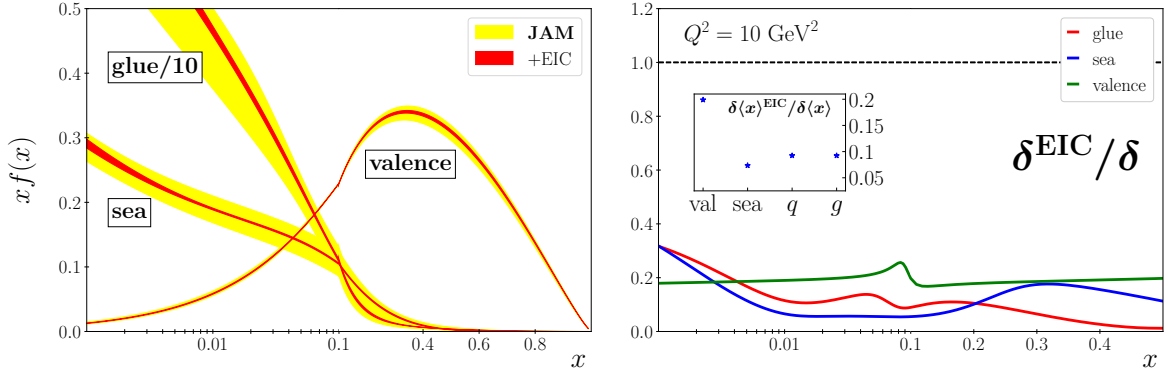 0.5
0.4
0.3
0.2
0.1
0.0
x f(x)
glue/10
sea
valence
JAM
+EIC
0.01
0.1
0.4
0.6
0.8
x
1.2
1.0
0.8
0.6
0.4
0.2
0.0
Q² = 10 GeV²
glue
sea
valence
δ⟨x⟩^EIC/δ⟨x⟩
0.2
0.1
0.05
val sea q g
δ^EIC/δ
0.01
0.1
0.2
0.3
0.4
x